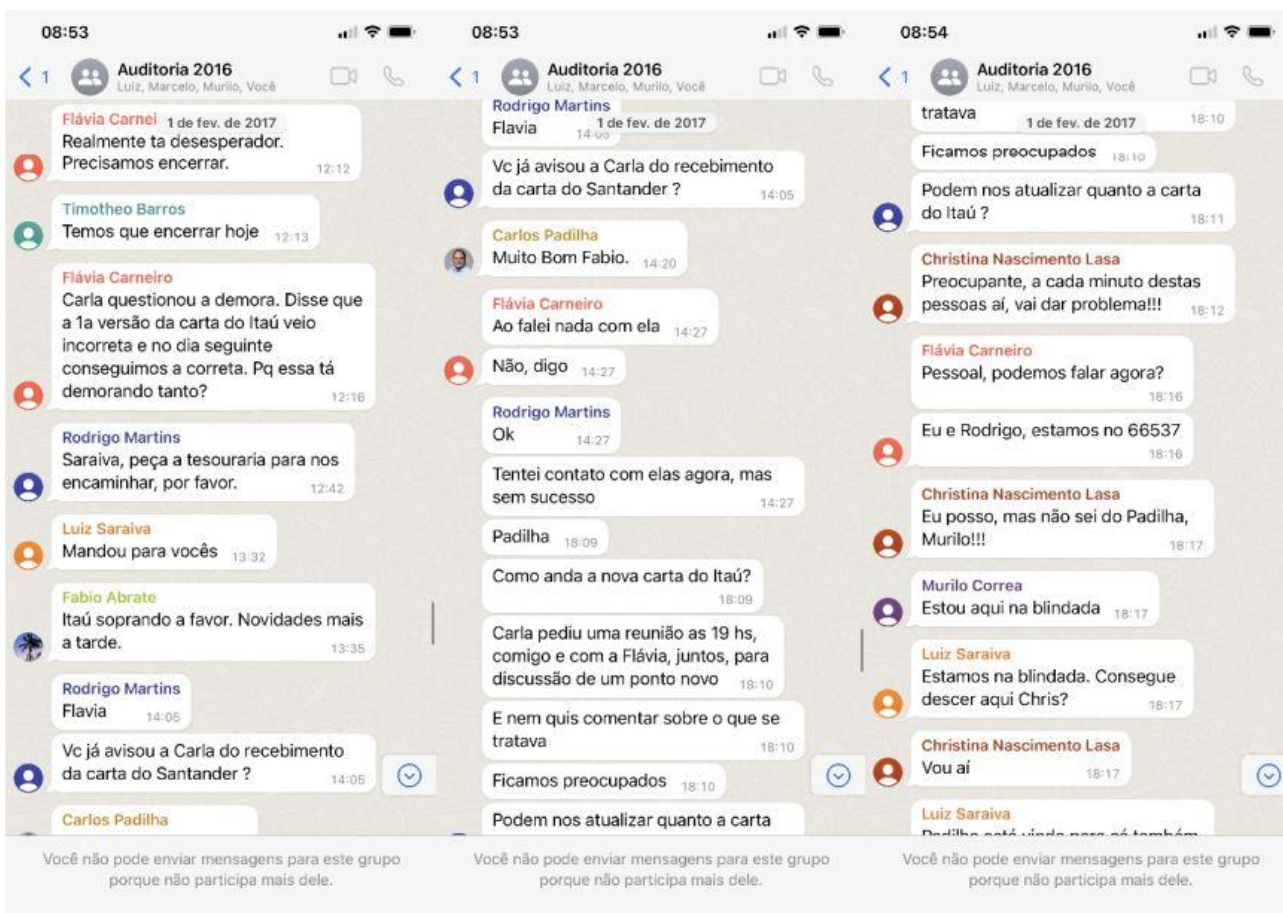 08:53
1
Auditoria 2016
Luiz, Marcelo, Murilo, Você
1 de fev. de 2017
Flávia Carnei
Realmente ta desesperador.
Precisamos encerrar.
12:12
Timotheo Barros
Temos que encerrar hoje 12:13
Flávia Carneiro
Carla questionou a demora. Disse que
a 1a versão da carta do Itaú veio
incorreta e no dia seguinte
conseguimos a correta. Pq essa tá
demorando tanto?
12:16
Rodrigo Martins
Saraiva, peça a tesouraria para nos
encaminhar, por favor. 12:42
Luiz Saraiva
Mandou para vocês 13:32
Fabio Abrate
Itaú soprando a favor. Novidades mais
a tarde. 13:35
Rodrigo Martins
Flavia 14:05
Vc já avisou a Carla do recebimento
da carta do Santander ? 14:05
Carlos Padilha
Você não pode enviar mensagens para este grupo
porque não participa mais dele.
08:53
1
Auditoria 2016
Luiz, Marcelo, Murilo, Você
Rodrigo Martins
1 de fev. de 2017
Flavia 14:05
Vc já avisou a Carla do recebimento
da carta do Santander ? 14:05
Carlos Padilha
Muito Bom Fabio. 14:20
Flávia Carneiro
Ao falei nada com ela 14:27
Não, digo 14:27
Rodrigo Martins
Ok 14:27
Tentei contato com elas agora, mas
sem sucesso 14:27
Padilha 18:09
Como anda a nova carta do Itaú?
18:09
Carla pediu uma reunião as 19 hs,
comigo e com a Flávia, juntos, para
discussão de um ponto novo 18:10
E nem quis comentar sobre o que se
tratava 18:10
Ficamos preocupados 18:10
Podem nos atualizar quanto a carta
Você não pode enviar mensagens para este grupo
porque não participa mais dele.
08:54
1
Auditoria 2016
Luiz, Marcelo, Murilo, Você
tratava 18:10
1 de fev. de 2017
Ficamos preocupados 18:10
Podem nos atualizar quanto a carta
do Itaú ? 18:11
Christina Nascimento Lasa
Preocupante, a cada minuto destas
pessoas aí, vai dar problema!!! 18:12
Flávia Carneiro
Pessoal, podemos falar agora?
18:16
Eu e Rodrigo, estamos no 66537
18:16
Christina Nascimento Lasa
Eu posso, mas não sei do Padilha,
Murilo!!! 18:17
Murilo Correa
Estou aqui na blindada 18:17
Luiz Saraiva
Estamos na blindada. Consegue
descer aqui Chris? 18:17
Christina Nascimento Lasa
Vou aí 18:17
Luiz Saraiva
Padilha está vindo para cá também
Você não pode enviar mensagens para este grupo
porque não participa mais dele.